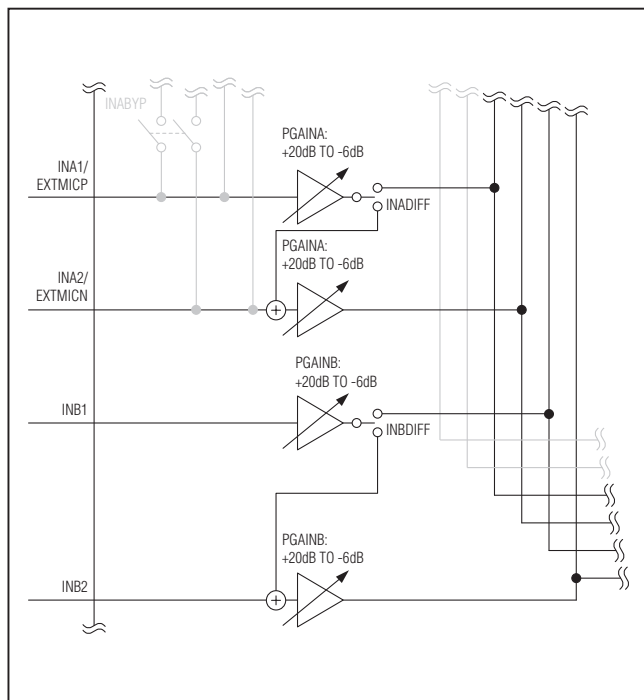 INABYP
INA1/
EXTMICP
PGAINA:
+20dB TO -6dB
INADIFF
INA2/
EXTMICN
PGAINA:
+20dB TO -6dB
+
INB1
PGAINB:
+20dB TO -6dB
INBDIFF
INB2
PGAINB:
+20dB TO -6dB
+